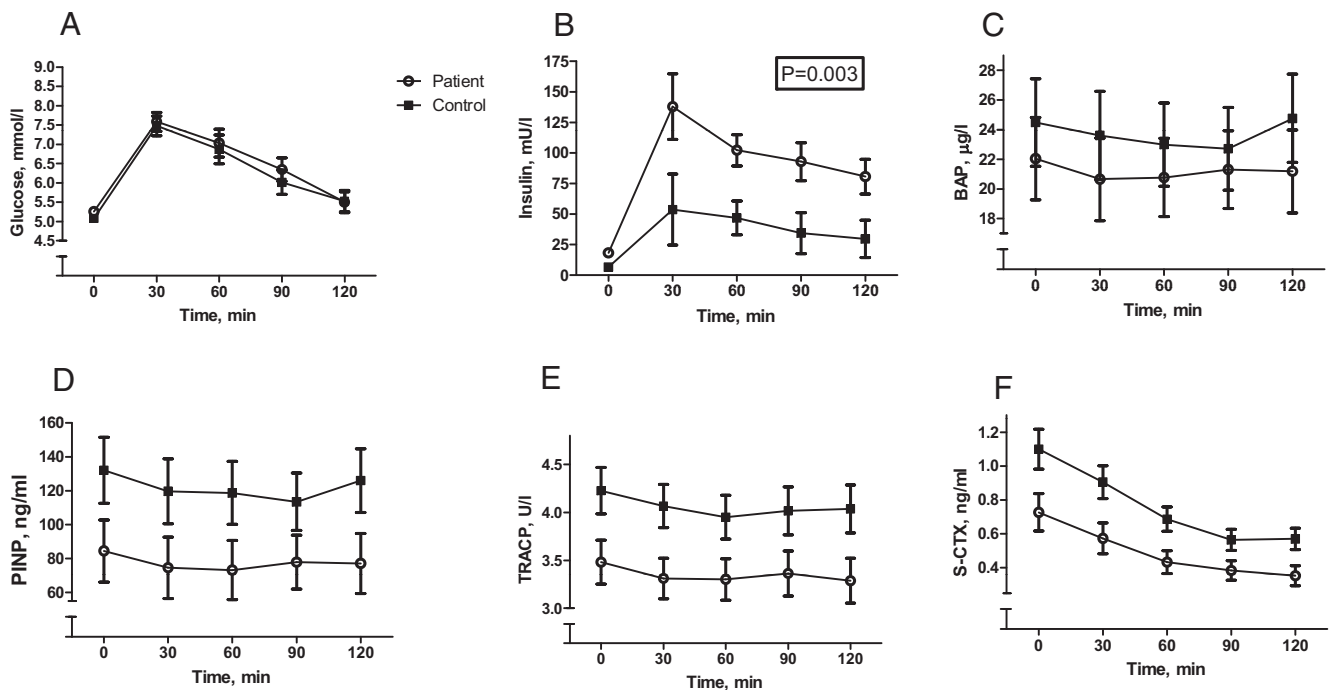 A
Glucose, mmol/l
9.0
8.5
8.0
7.5
7.0
6.5
6.0
5.5
5.0
4.5
0 30 60 90 120
Time, min
Patient
Control
B
P=0.003
Insulin, mU/l
175
150
125
100
75
50
25
0
0 30 60 90 120
Time, min
C
BAP, µg/l
28
26
24
22
20
18
0 30 60 90 120
Time, min
D
PINP, ng/ml
160
140
120
100
80
60
0 30 60 90 120
Time, min
E
TRACP, U/l
4.5
4.0
3.5
3.0
0 30 60 90 120
Time, min
F
S-CTX, ng/ml
1.2
1.0
0.8
0.6
0.4
0 30 60 90 120
Time, min